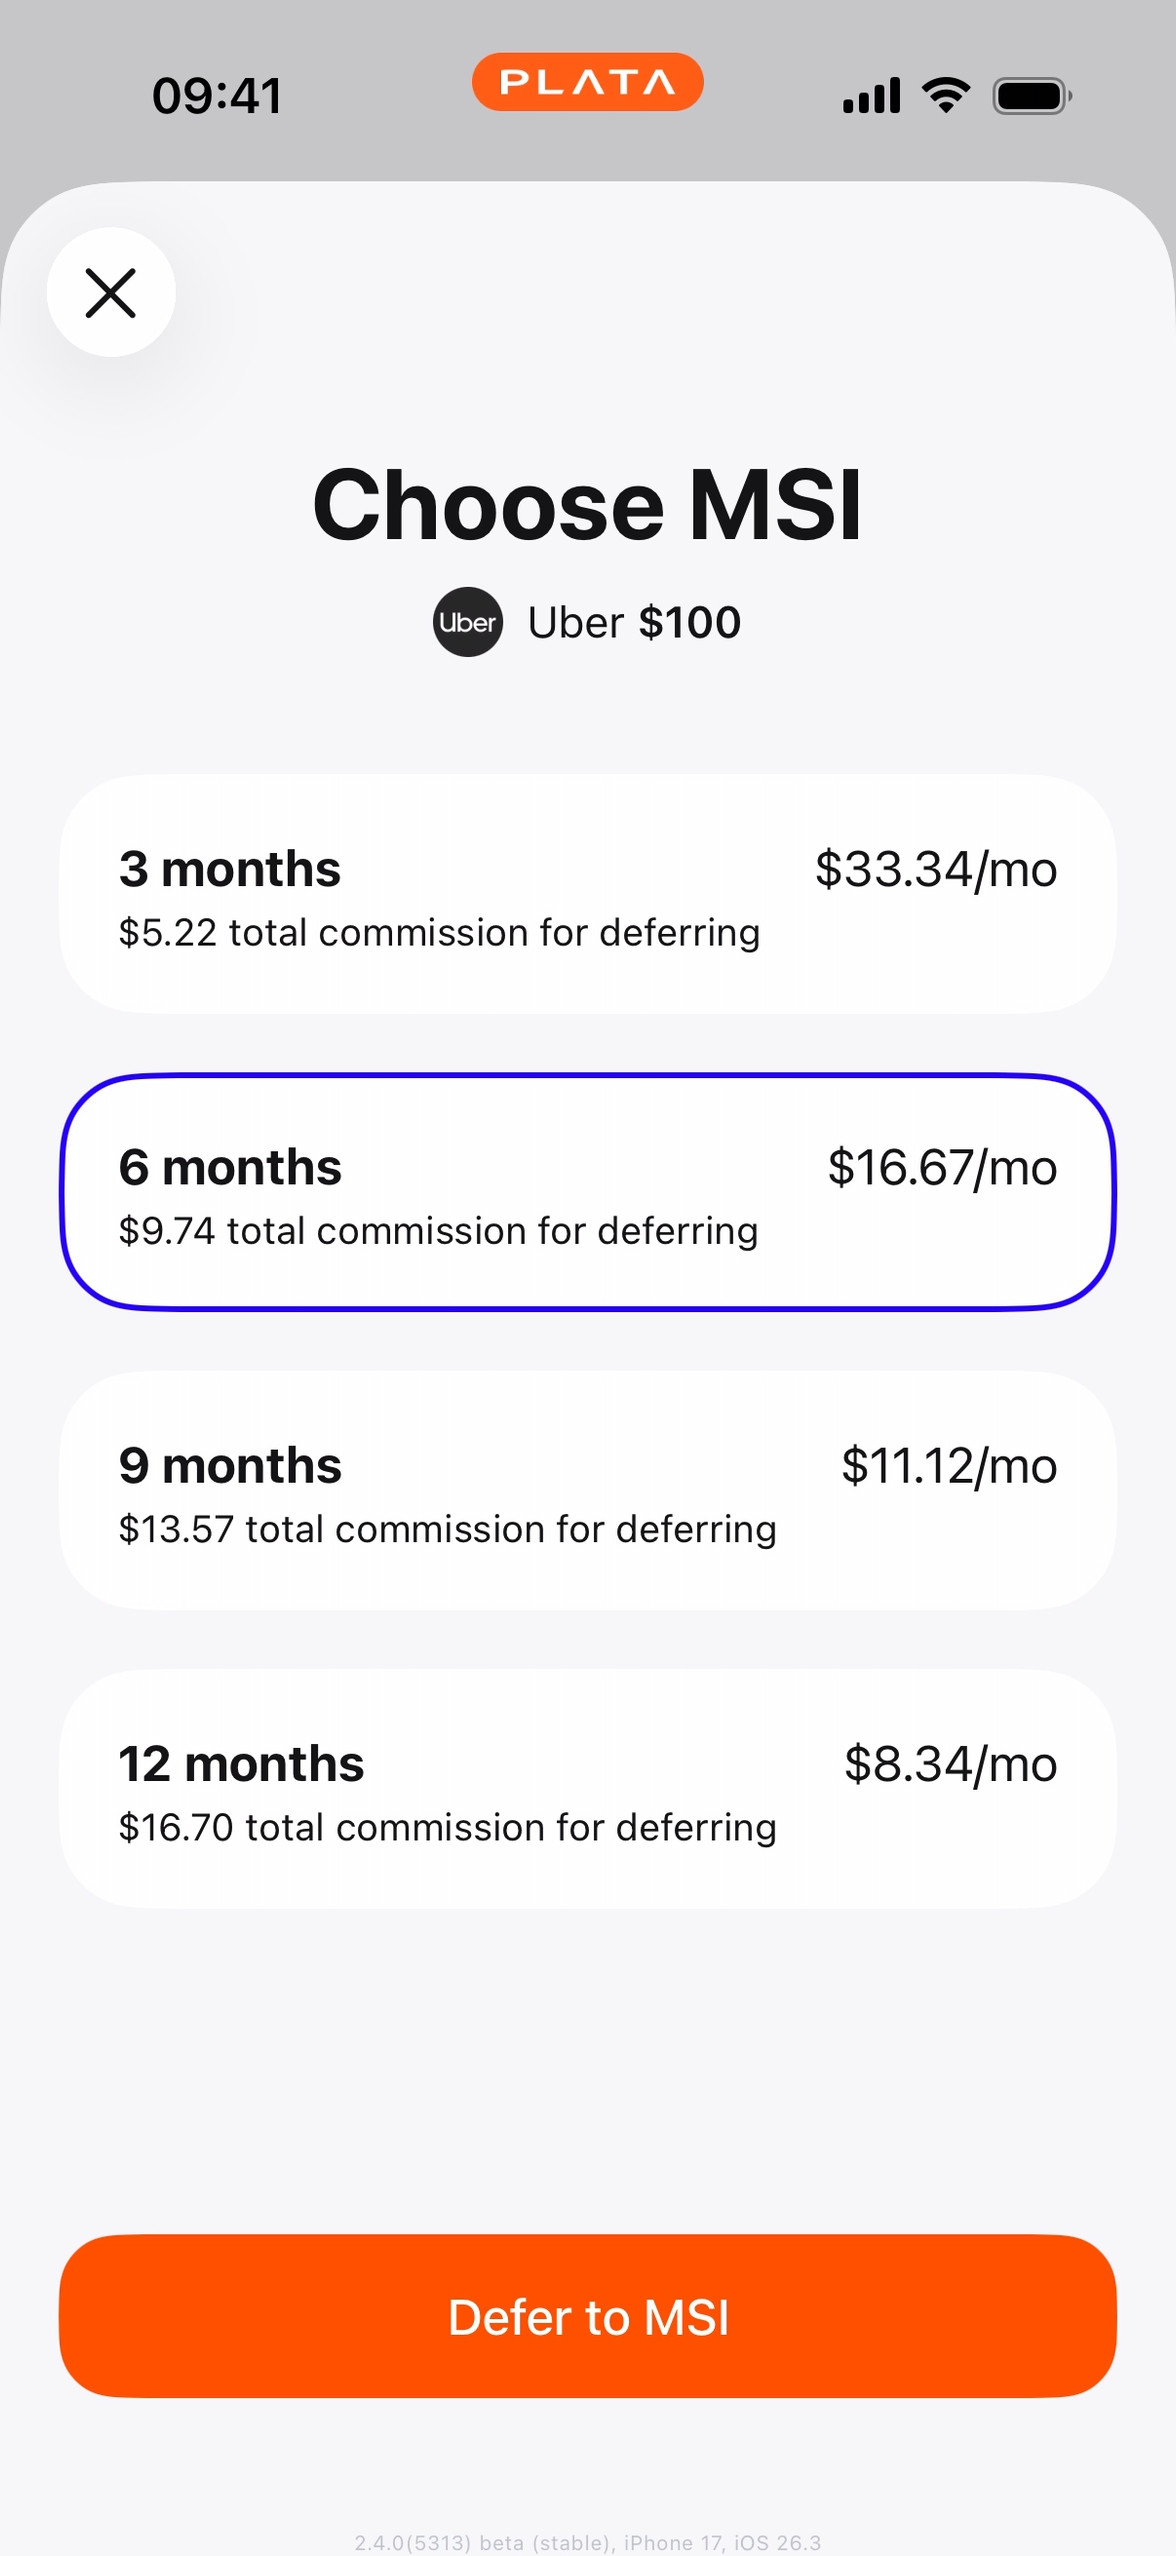 09:41
PLATA
Choose MSI
Uber
Uber $100
3 months
$33.34/mo
$5.22 total commission for deferring
6 months
$16.67/mo
$9.74 total commission for deferring
9 months
$11.12/mo
$13.57 total commission for deferring
12 months
$8.34/mo
$16.70 total commission for deferring
Defer to MSI
2.4.0(5313) beta (stable), iPhone 17, iOS 26.3